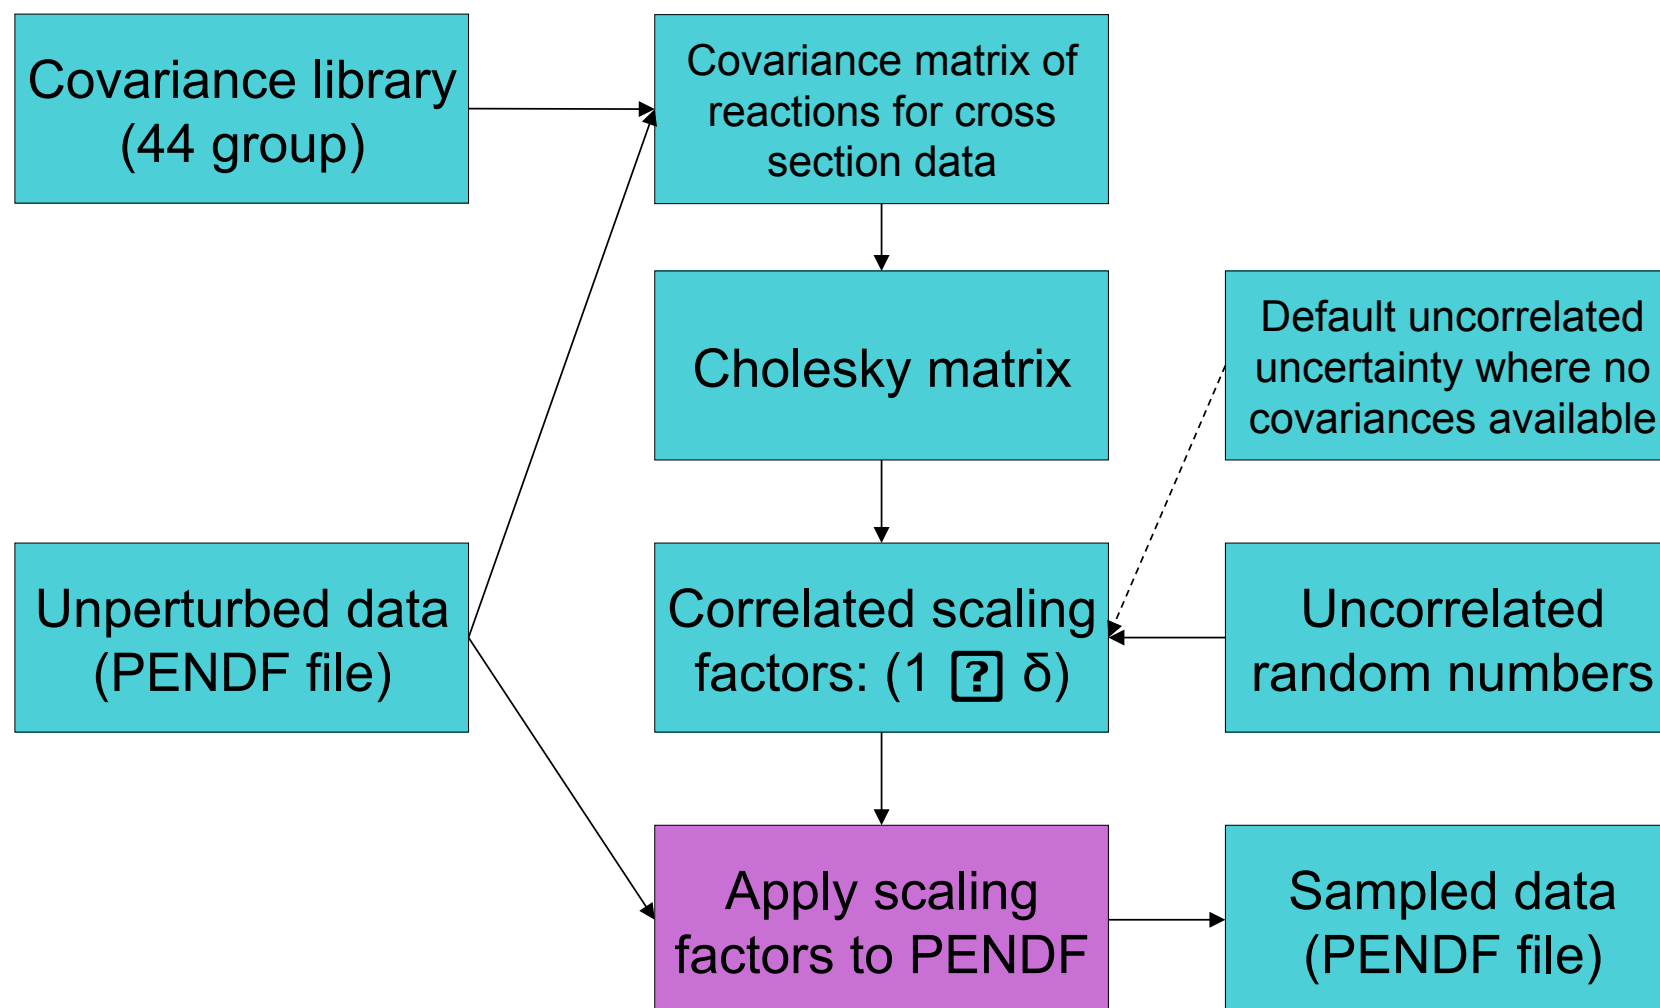 Covariance library
(44 group)
Covariance matrix of
reactions for cross
section data
Cholesky matrix
Default uncorrelated
uncertainty where no
covariances available
Unperturbed data
(PENDF file)
Correlated scaling
factors: (1 ⍰ δ)
Uncorrelated
random numbers
Apply scaling
factors to PENDF
Sampled data
(PENDF file)